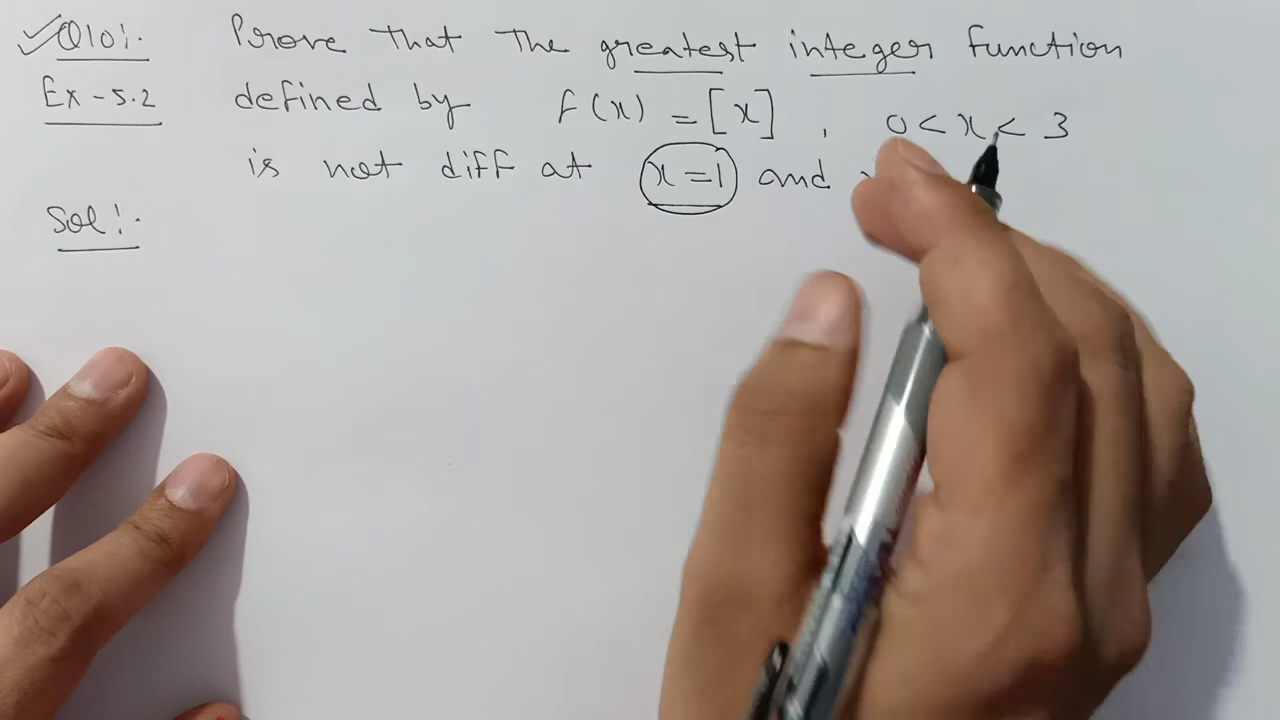 Q10:. Prove that the greatest integer function
Ex-5.2 defined by f(x) = [x] , 0 < x < 3
is not diff at x=1 and
Sol:.